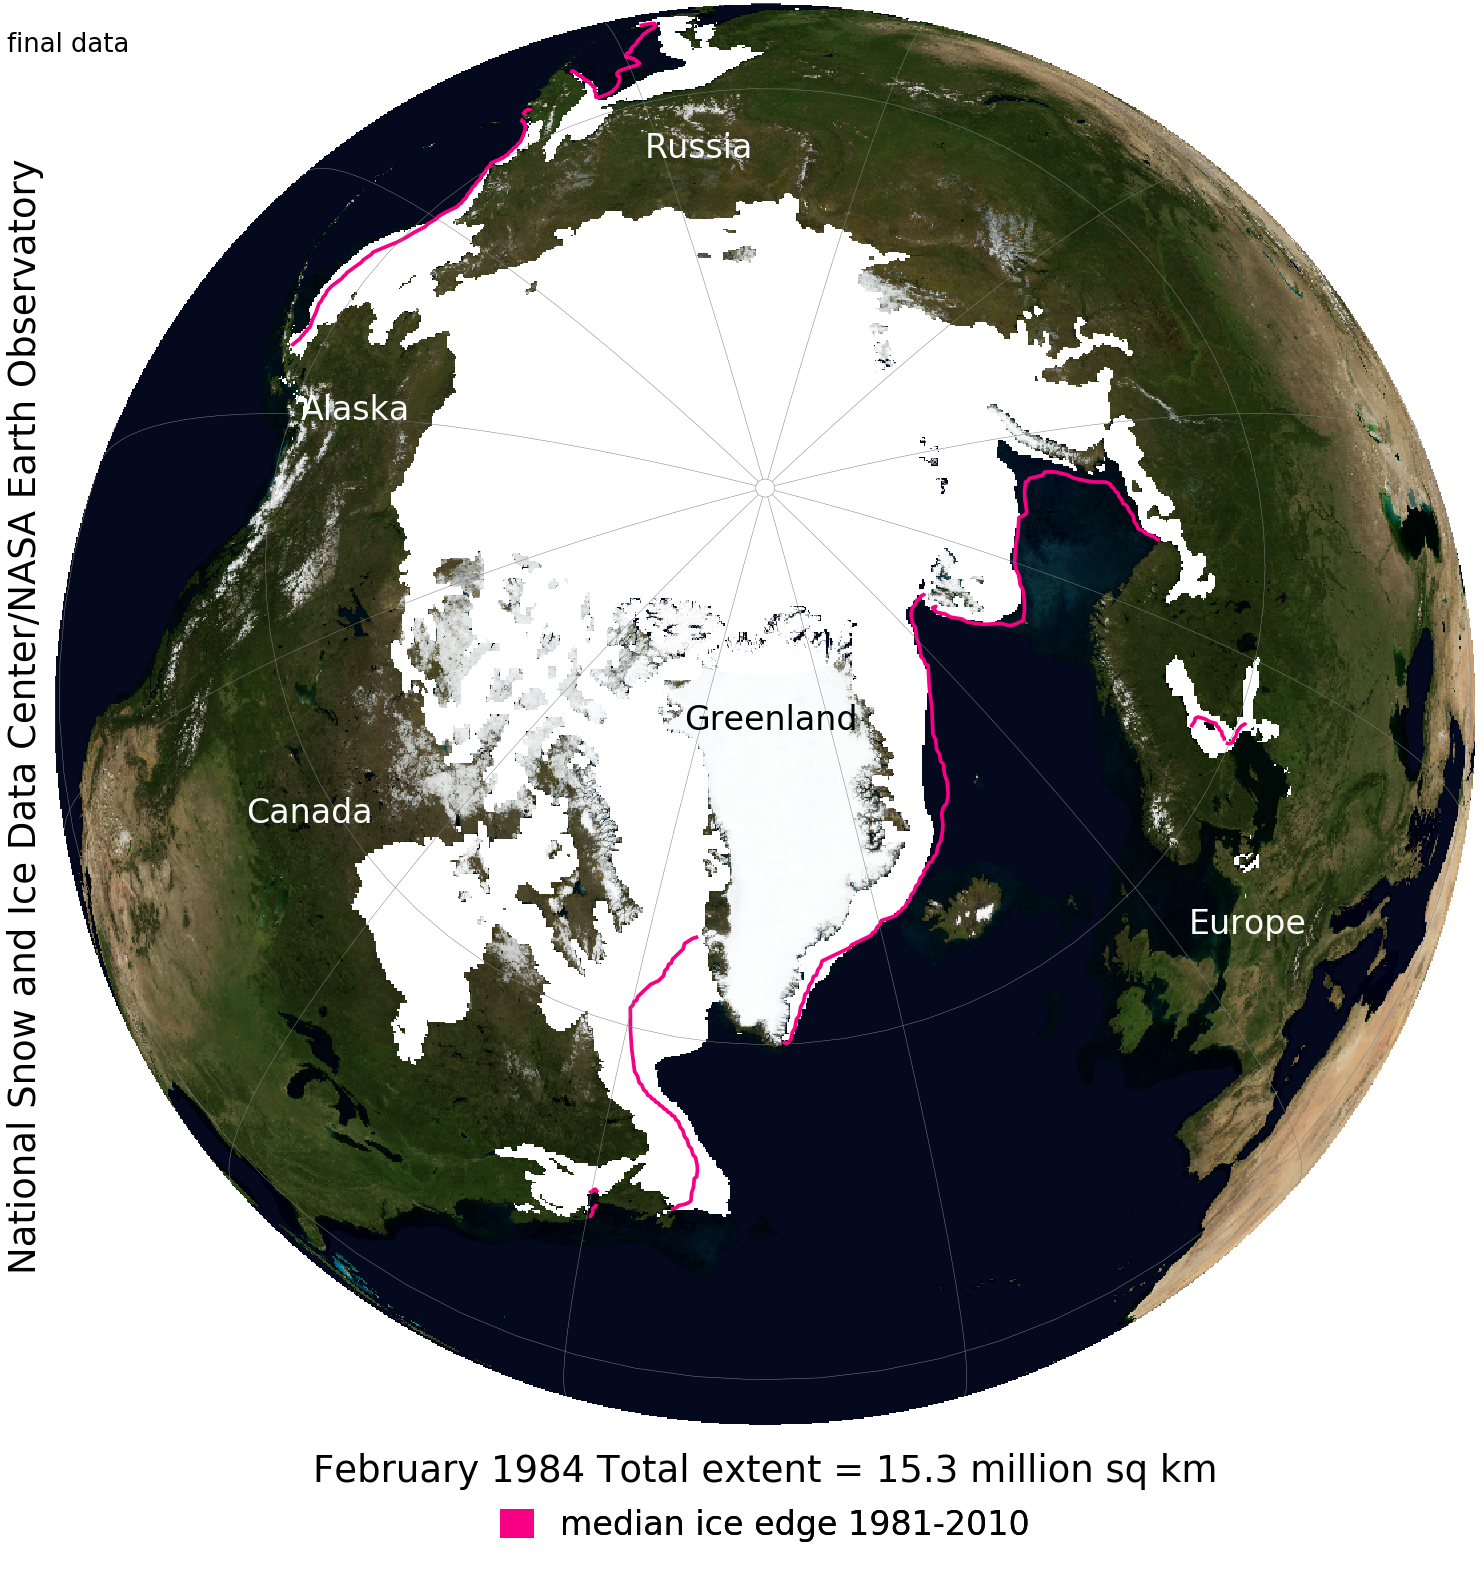 final data
National Snow and Ice Data Center/NASA Earth Observatory
Russia
Alaska
Greenland
Canada
Europe
February 1984 Total extent = 15.3 million sq km
median ice edge 1981-2010